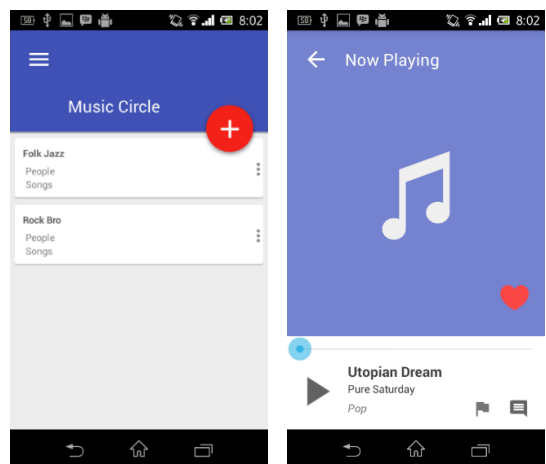 8:02
Music Circle
Folk Jazz
People
Songs
Rock Bro
People
Songs
8:02
Now Playing
Utopian Dream
Pure Saturday
Pop